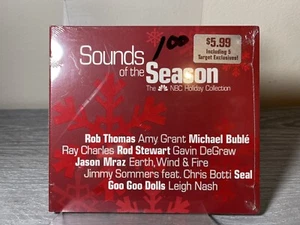 Sounds
of the
Season
The NBC Holiday Collection
100
$5.99
Including 5
Target Exclusives!
Rob Thomas Amy Grant Michael Bublé
Ray Charles Rod Stewart Gavin DeGraw
Jason Mraz Earth, Wind & Fire
Jimmy Sommers feat. Chris Botti Seal
Goo Goo Dolls Leigh Nash